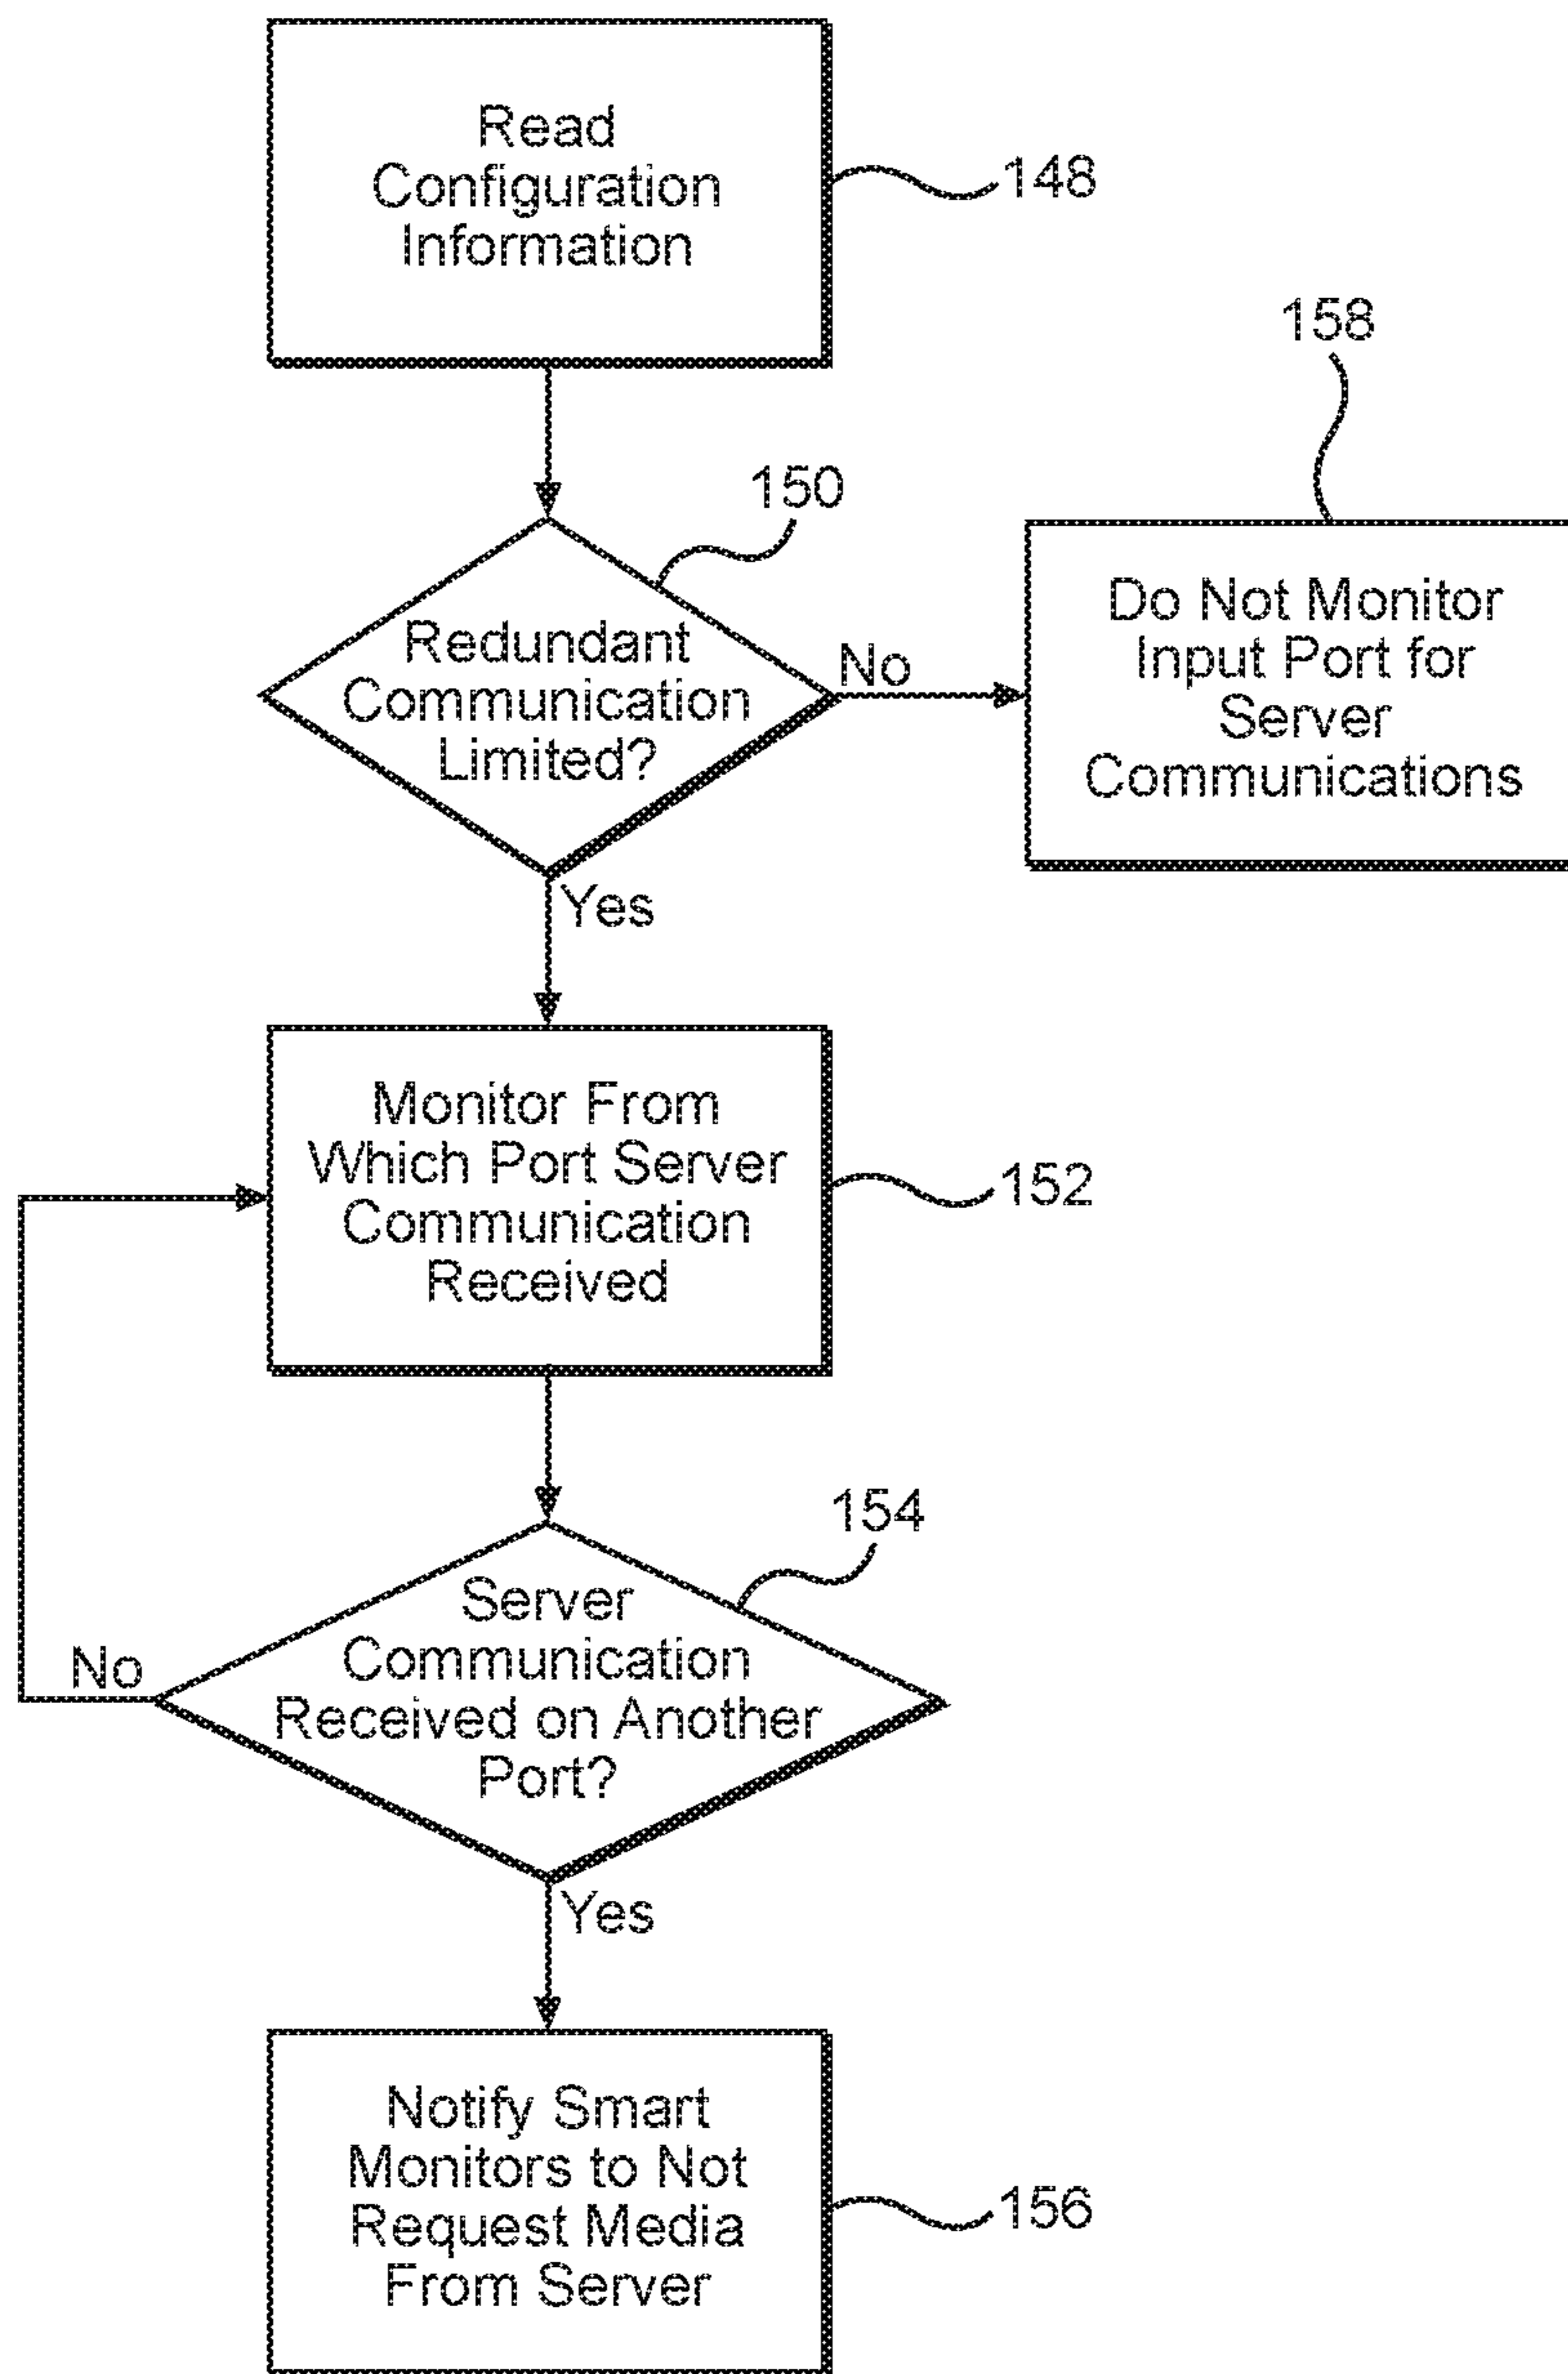 Read
Configuration
Information
148
158
150
Redundant
Communication
Limited?
No
Do Not Monitor
Input Port for
Server
Communications
Yes
Monitor From
Which Port Server
Communication
Received
152
154
Server
Communication
Received on Another
Port?
No
Yes
Notify Smart
Monitors to Not
Request Media
From Server
156